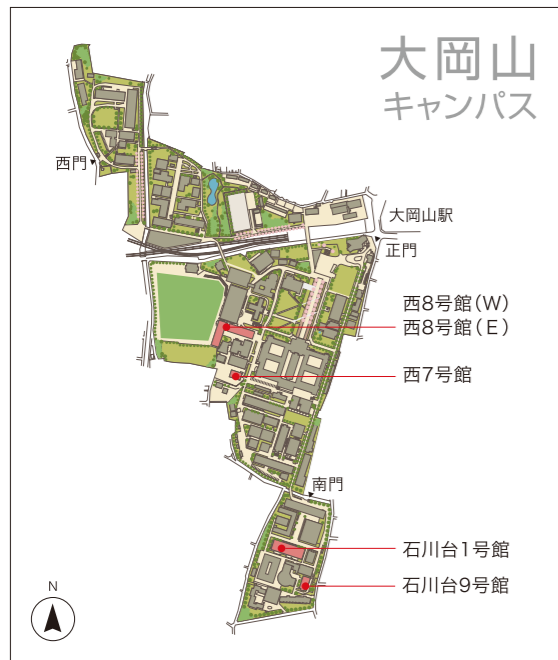 大岡山
キャンパス
西門
大岡山駅
正門
西8号館(W)
西8号館(E)
西7号館
南門
石川台1号館
石川台9号館
N